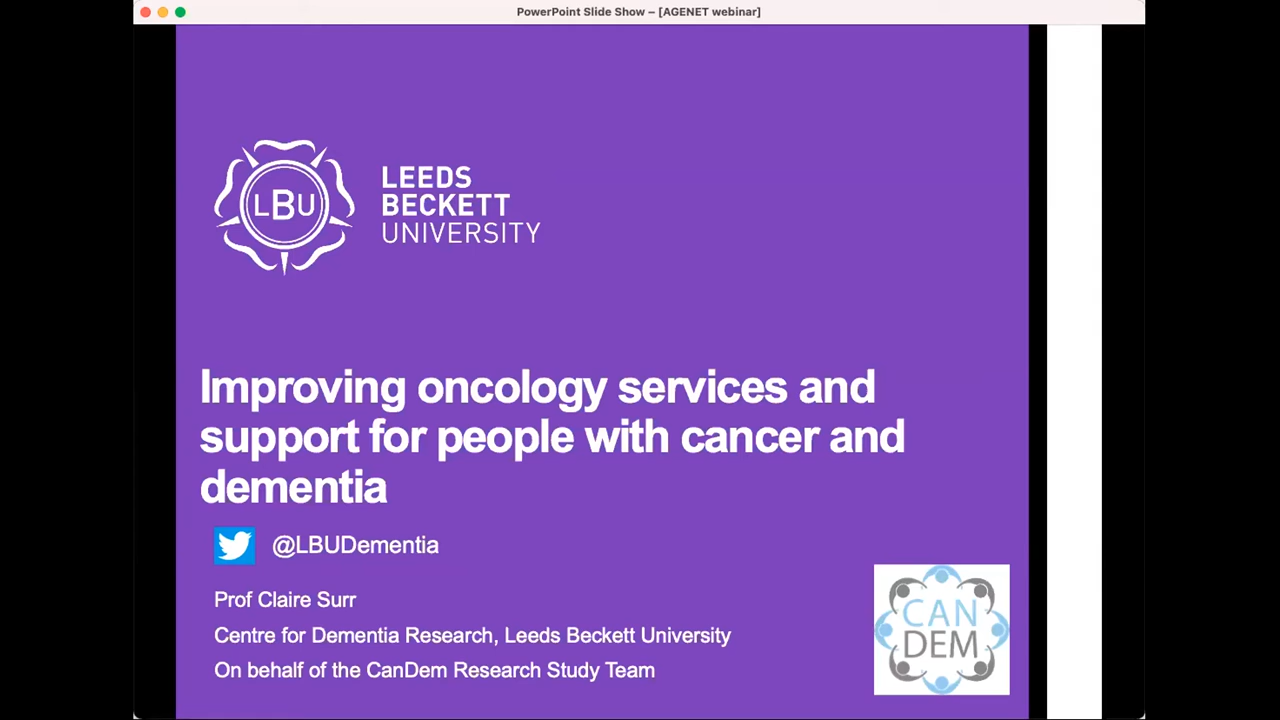 PowerPoint Slide Show – [AGENET webinar]
LBU
LEEDS
BECKETT
UNIVERSITY
Improving oncology services and
support for people with cancer and
dementia
@LBUDementia
Prof Claire Surr
Centre for Dementia Research, Leeds Beckett University
On behalf of the CanDem Research Study Team
CAN
DEM